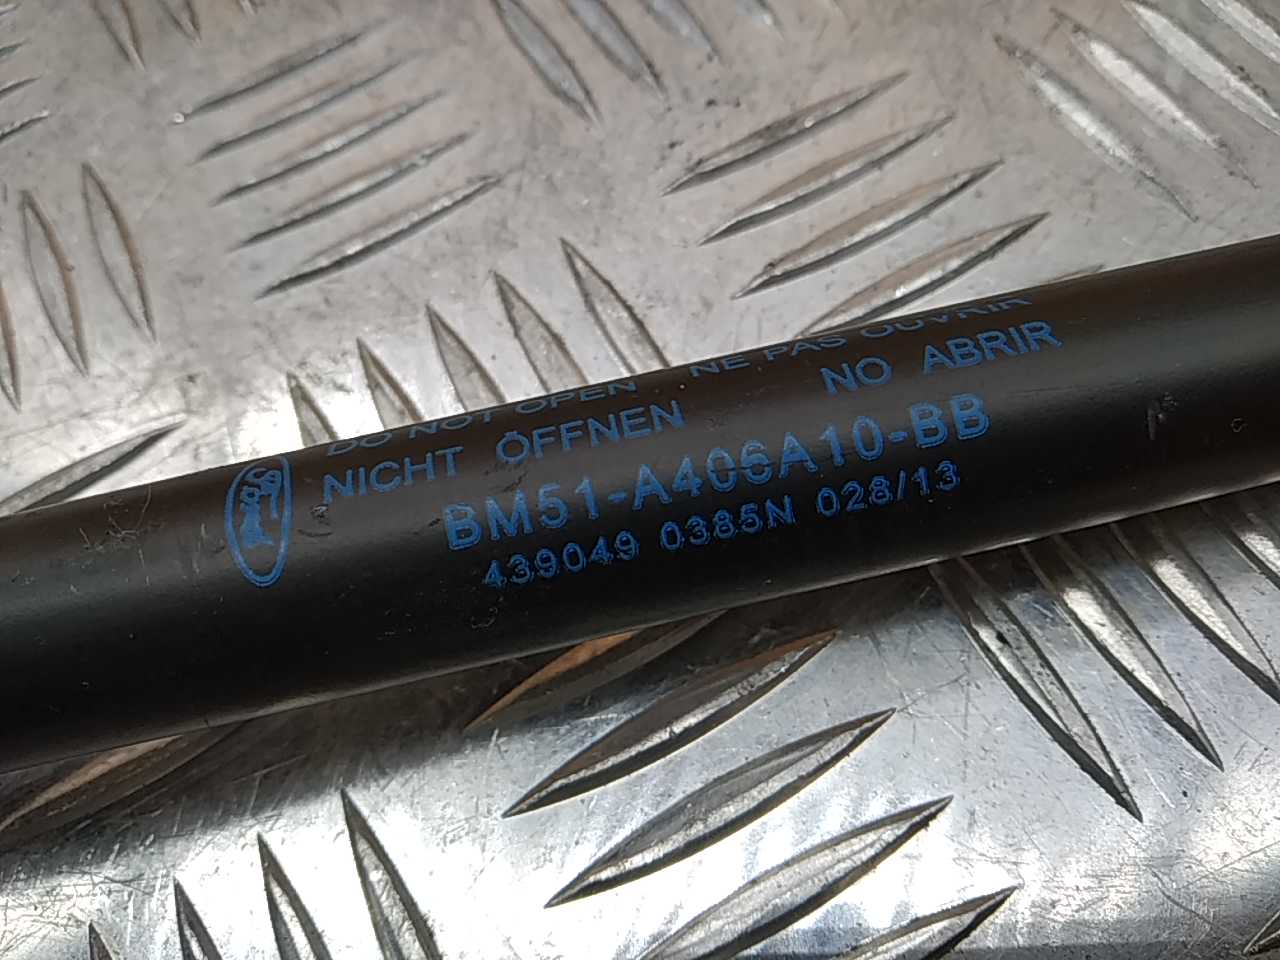 DO NOT OPEN NE PAS OUVRIR
NICHT ÖFFNEN NO ABRIR
BM51-A406A10-BB
439049 0385N 028/13